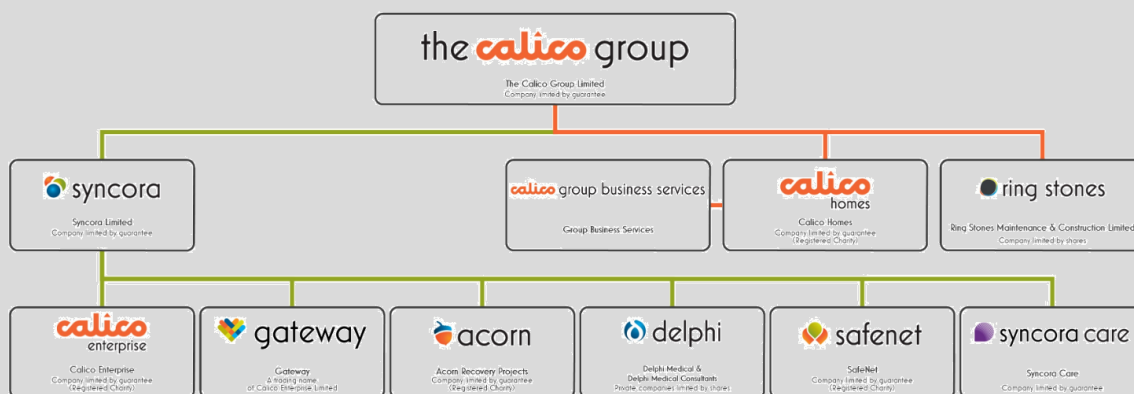 the calico group
The Calico Group Limited
Company limited by guarantee
syncora
Syncora Limited
Company limited by guarantee
calico group business services
Group Business Services
calico
homes
Calico Homes
Company limited by guarantee
(Registered Charity)
ring stones
Ring Stones Maintenance & Construction Limited
Company limited by shares
calico
enterprise
Calico Enterprise
Company limited by guarantee
(Registered Charity)
gateway
Gateway
A trading name
of Calico Enterprise Limited
acorn
Acorn Recovery Projects
Company limited by guarantee
(Registered Charity)
delphi
Delphi Medical &
Delphi Medical Consultants
Private companies limited by shares
safenet
SafeNet
Company limited by guarantee
(Registered Charity)
syncora care
Syncora Care
Company limited by guarantee